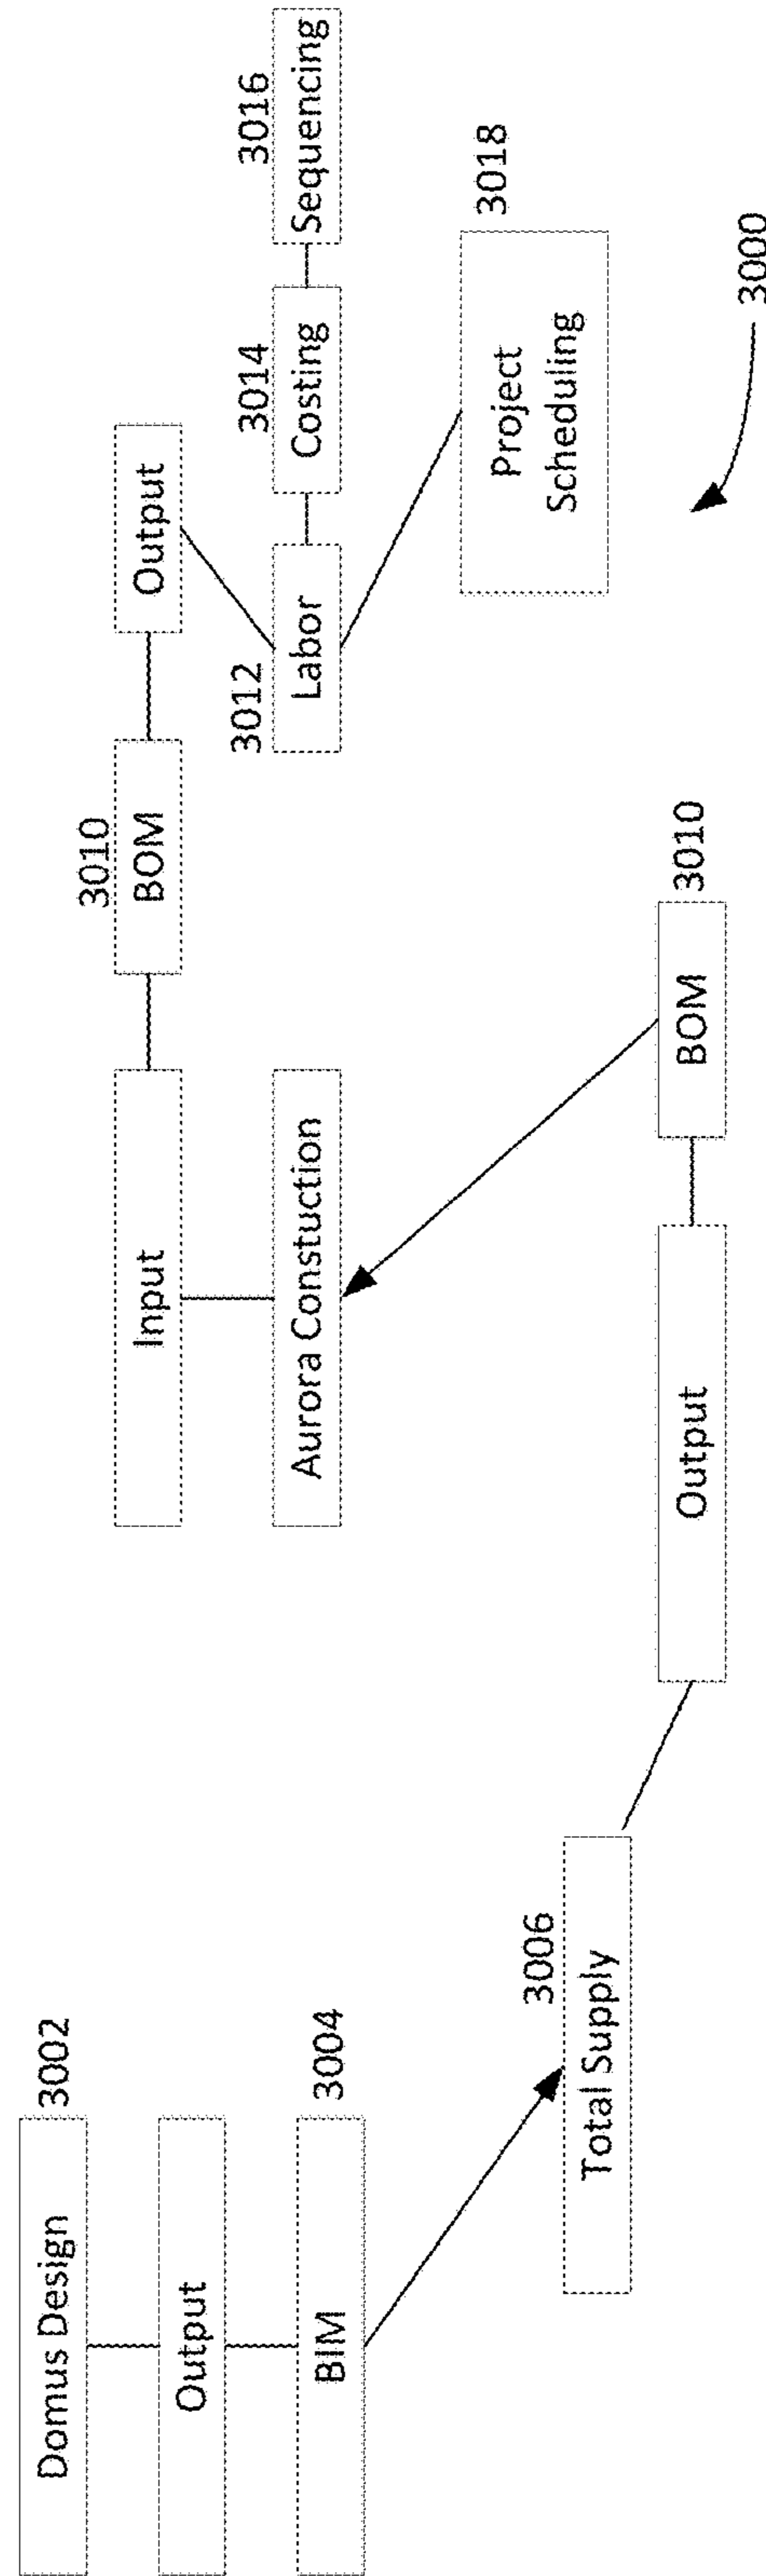 Domus Design
3002
Output
BIM
3004
Total Supply
3006
Output
BOM
3010
Input
Aurora Constuction
BOM
3010
Output
Labor
3012
Costing
3014
Sequencing
3016
Project
Scheduling
3018
3000